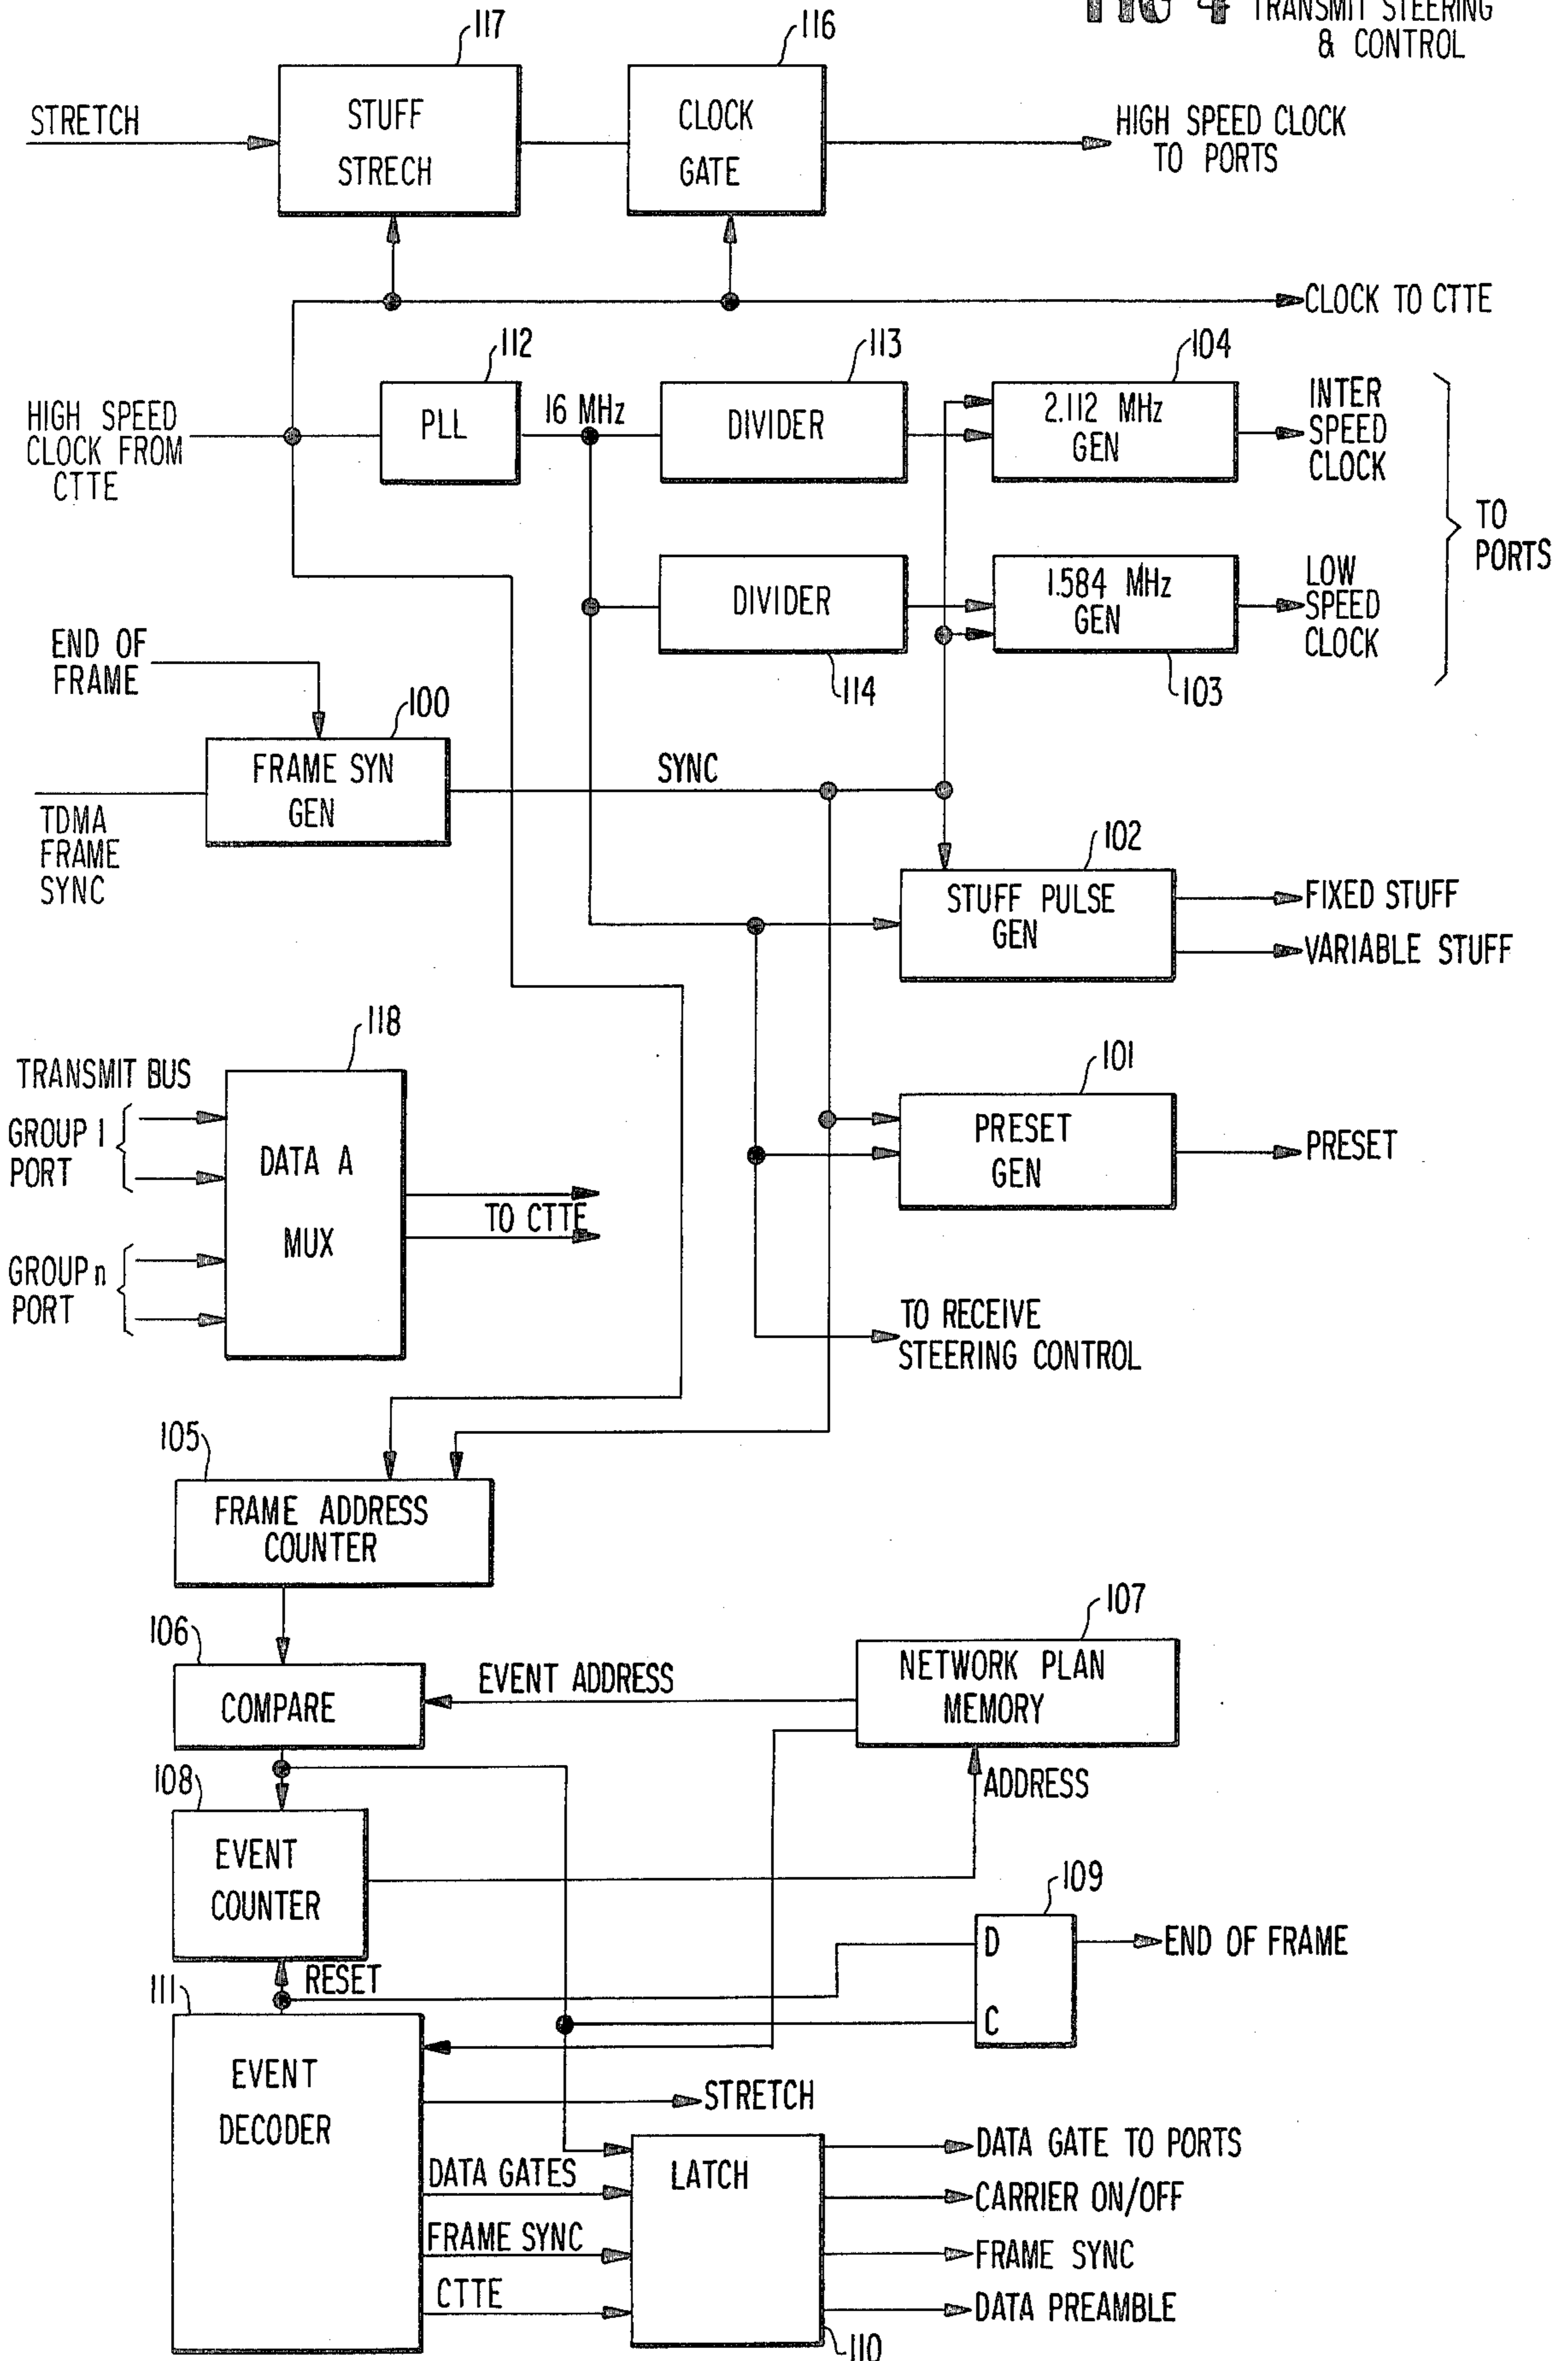 FIG 4 TRANSMIT STEERING
& CONTROL
117
116
STRETCH
STUFF
STRECH
CLOCK
GATE
HIGH SPEED CLOCK
TO PORTS
CLOCK TO CTTE
112
113
104
HIGH SPEED
CLOCK FROM
CTTE
PLL
16 MHz
DIVIDER
2.112 MHz
GEN
INTER
SPEED
CLOCK
TO
PORTS
DIVIDER
114
1.584 MHz
GEN
103
LOW
SPEED
CLOCK
END OF
FRAME
100
FRAME SYN
GEN
SYNC
TDMA
FRAME
SYNC
102
STUFF PULSE
GEN
FIXED STUFF
VARIABLE STUFF
118
TRANSMIT BUS
GROUP 1
PORT
GROUP n
PORT
DATA A
MUX
TO CTTE
101
PRESET
GEN
PRESET
TO RECEIVE
STEERING CONTROL
105
FRAME ADDRESS
COUNTER
106
COMPARE
EVENT ADDRESS
107
NETWORK PLAN
MEMORY
ADDRESS
108
EVENT
COUNTER
RESET
109
D
C
END OF FRAME
111
EVENT
DECODER
STRETCH
DATA GATES
FRAME SYNC
CTTE
LATCH
110
DATA GATE TO PORTS
CARRIER ON/OFF
FRAME SYNC
DATA PREAMBLE